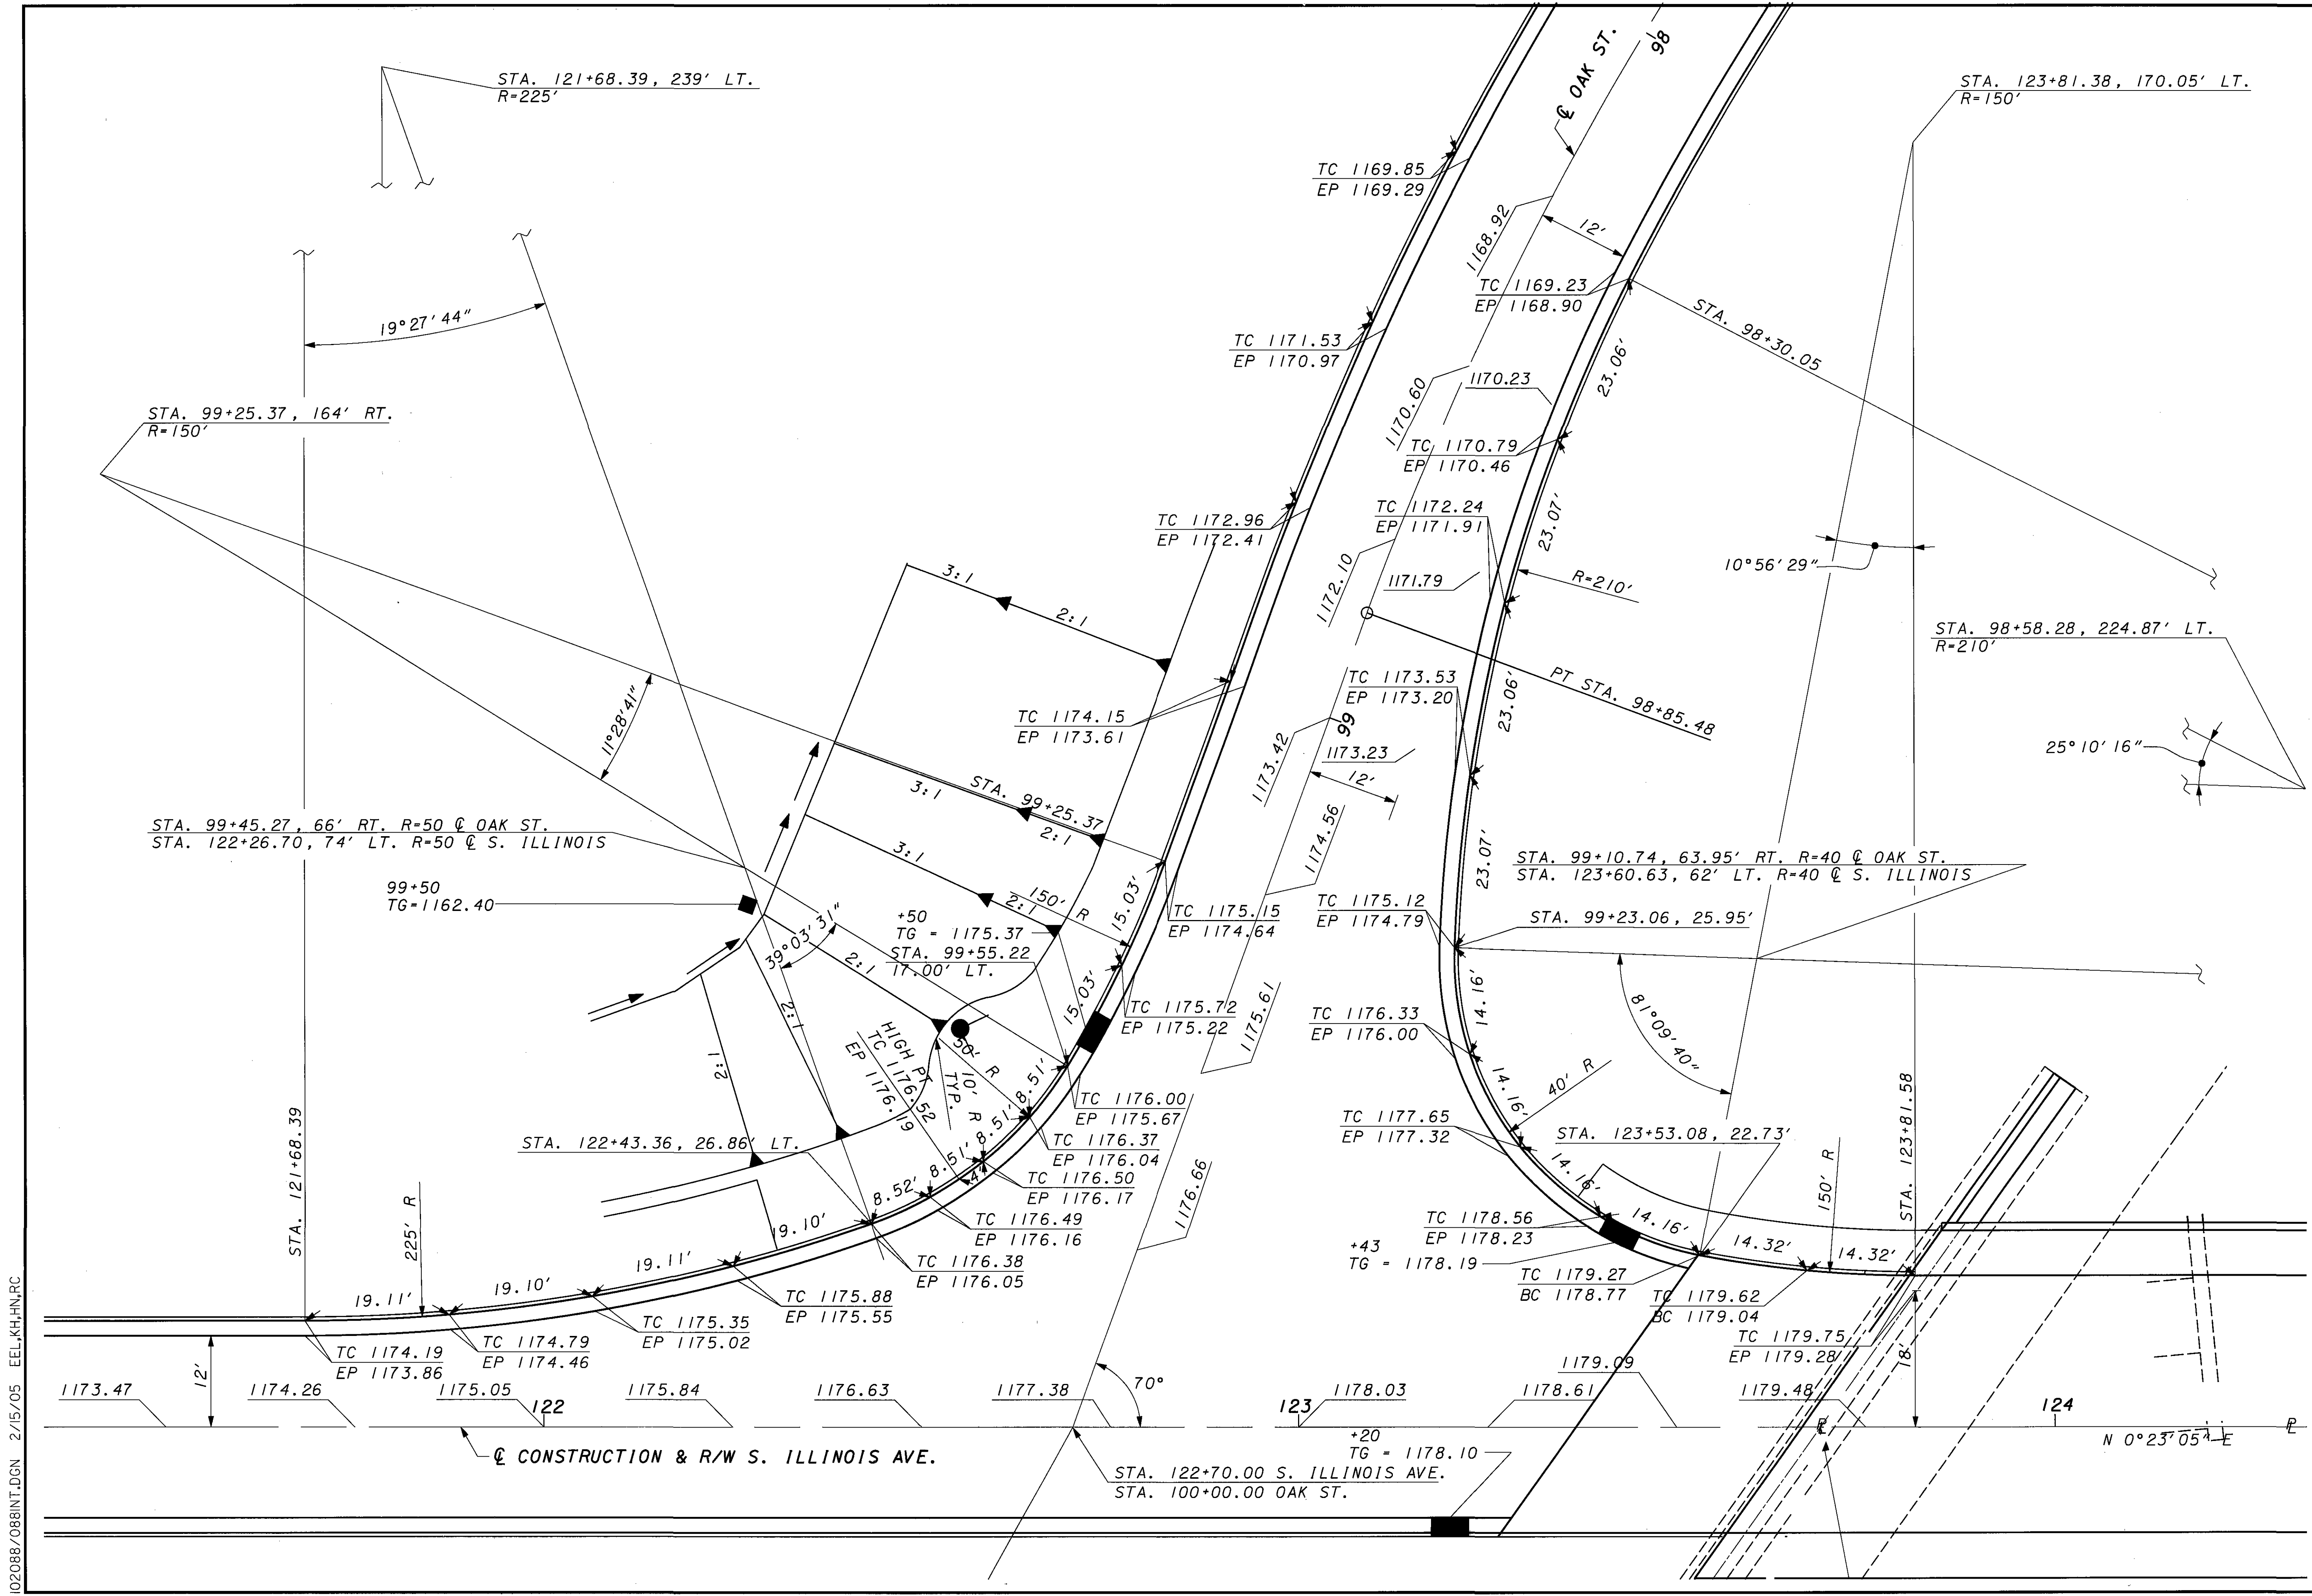 STA. 121+68.39, 239' LT.
R=225'
℄ OAK ST.
98
STA. 123+81.38, 170.05' LT.
R=150'
TC 1169.85
EP 1169.29
1168.92
12'
TC 1169.23
EP 1168.90
STA. 98+30.05
19°27'44"
TC 1171.53
EP 1170.97
1170.60
1170.23
23.06'
STA. 99+25.37, 164' RT.
R=150'
TC 1170.79
EP 1170.46
TC 1172.96
EP 1172.41
TC 1172.24
EP 1171.91
23.07'
10°56'29"
3:1
2:1
1172.10
1171.79
R=210'
STA. 98+58.28, 224.87' LT.
R=210'
TC 1174.15
EP 1173.61
TC 1173.53
EP 1173.20
23.06'
PT STA. 98+85.48
11°28'41"
99
1173.42
1173.23
12'
25°10'16"
3:1
STA. 99+25.37
2:1
STA. 99+45.27, 66' RT. R=50 ℄ OAK ST.
STA. 122+26.70, 74' LT. R=50 ℄ S. ILLINOIS
3:1
2:1
1174.56
23.07'
STA. 99+10.74, 63.95' RT. R=40 ℄ OAK ST.
STA. 123+60.63, 62' LT. R=40 ℄ S. ILLINOIS
99+50
TG=1162.40
150' R
15.03'
+50
TG = 1175.37
STA. 99+55.22
17.00' LT.
TC 1175.15
EP 1174.64
TC 1175.12
EP 1174.79
STA. 99+23.06, 25.95'
39°03'31"
2:1
2:1
15.03'
TC 1175.72
EP 1175.22
1175.61
TC 1176.33
EP 1176.00
14.16'
81°09'40"
HIGH PT
TC 1176.52
EP 1176.19
50' R
10' R
TYP.
2:1
8.51'
TC 1176.00
EP 1175.67
14.16'
40' R
TC 1177.65
EP 1177.32
STA. 121+68.39
STA. 122+43.36, 26.86' LT.
8.51'
TC 1176.37
EP 1176.04
STA. 123+53.08, 22.73'
STA. 123+81.58
8.51'
4'
TC 1176.50
EP 1176.17
1176.66
14.16'
150' R
225' R
8.52'
TC 1176.49
EP 1176.16
TC 1178.56
EP 1178.23
14.16'
19.10'
TC 1176.38
EP 1176.05
+43
TG = 1178.19
14.32'
14.32'
19.11'
TC 1179.27
BC 1178.77
19.11'
19.10'
TC 1175.88
EP 1175.55
TC 1179.62
BC 1179.04
TC 1175.35
EP 1175.02
TC 1179.75
EP 1179.28
TC 1174.79
EP 1174.46
TC 1174.19
EP 1173.86
12'
18'
70°
1173.47
1174.26
1175.05
122
1175.84
1176.63
1177.38
123
1178.03
1178.61
1179.09
1179.48
124
℄ CONSTRUCTION & R/W S. ILLINOIS AVE.
N 0°23'05" E
+20
TG = 1178.10
STA. 122+70.00 S. ILLINOIS AVE.
STA. 100+00.00 OAK ST.
102088/088INT.DGN 2/15/05 EEL,KH,HN,RC